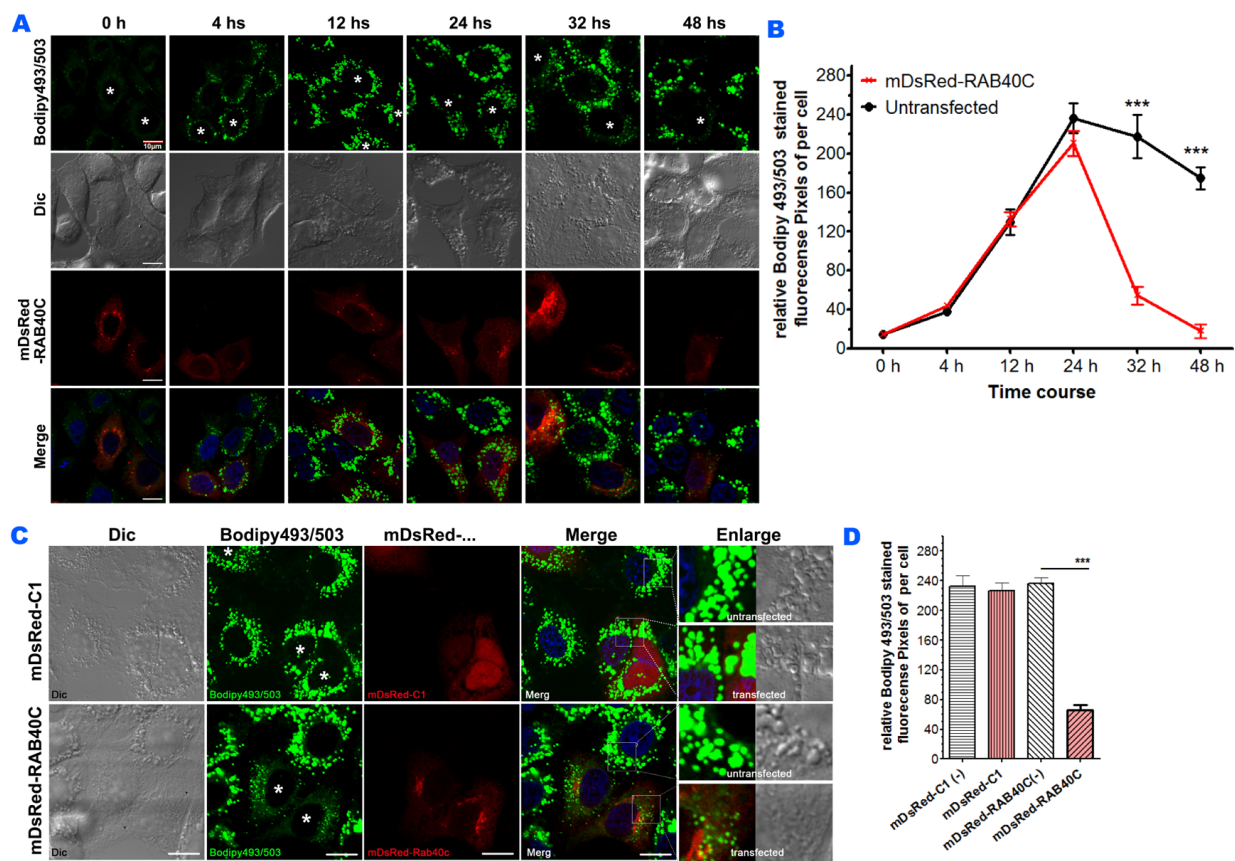 A
0 h
4 hs
12 hs
24 hs
32 hs
48 hs
Bodipy493/503
*
*
*
*
*
*
*
*
*
*
*
*
10μm
Dic
mDsRed
-RAB40C
Merge
B
relative Bodipy 493/503 stained
fluorecense Pixels of per cell
280
240
200
160
120
80
40
0
mDsRed-RAB40C
Untransfected
***
***
0 h
4 h
12 h
24 h
32 h
48 h
Time course
C
Dic
Bodipy493/503
mDsRed-...
Merge
Enlarge
mDsRed-C1
*
*
*
Dic
Bodipy493/503
mDsRed-C1
Merg
untransfected
transfected
mDsRed-RAB40C
*
*
Dic
Bodipy493/503
mDsRed-Rab40c
Merg
untransfected
transfected
D
relative Bodipy 493/503 stained
fluorecense Pixels of per cell
280
240
200
160
120
80
40
0
***
mDsRed-C1 (-)
mDsRed-C1
mDsRed-RAB40C(-)
mDsRed-RAB40C